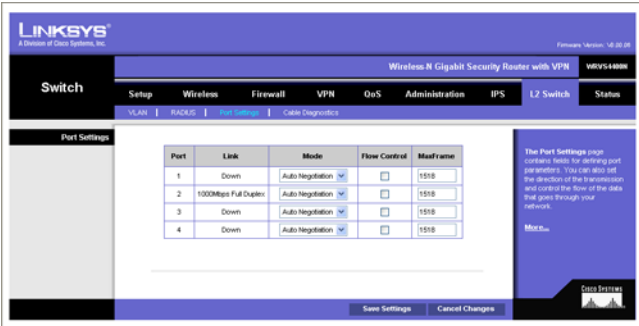 LINKSYS®
A Division of Cisco Systems, Inc.
Firmware Version: V0.00.05
Wireless-N Gigabit Security Router with VPN WRVS4400N
Switch
Setup Wireless Firewall VPN QoS Administration IPS L2 Switch Status
VLAN | RADIUS | Port Settings | Cable Diagnostics
Port Settings
Port Link Mode Flow Control MaxFrame
1 Down Auto Negotiation 1518
2 1000Mbps Full Duplex Auto Negotiation 1518
3 Down Auto Negotiation 1518
4 Down Auto Negotiation 1518
The Port Settings page
contains fields for defining port
parameters. You can also set
the direction of the transmission
and control the flow of the data
that goes through your
network.
More...
Save Settings Cancel Changes
CISCO SYSTEMS